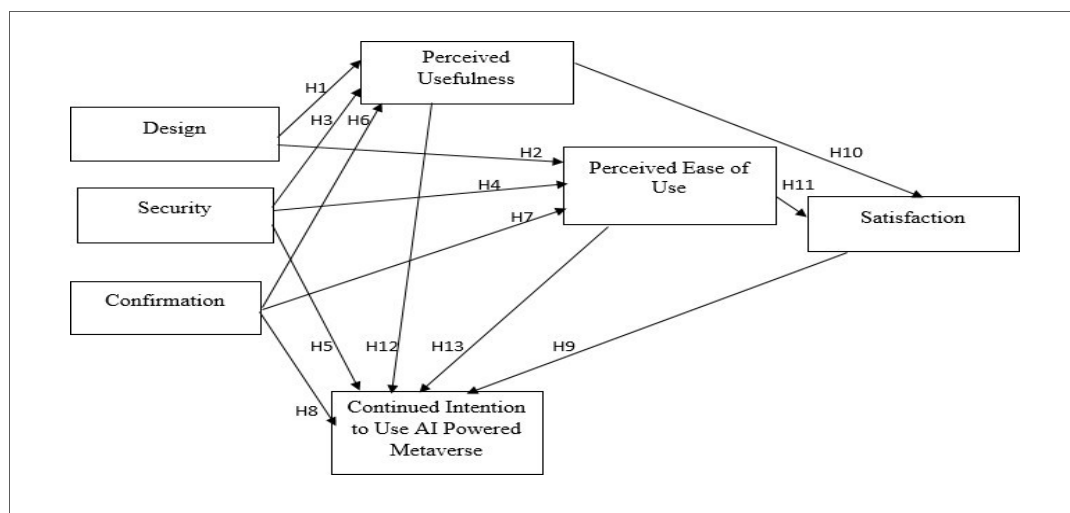 Perceived
Usefulness
H1
H3
H6
Design
H2
H10
Perceived Ease of
Use
H4
H11
Security
H7
Satisfaction
Confirmation
H5
H12
H13
H9
H8
Continued Intention
to Use AI Powered
Metaverse